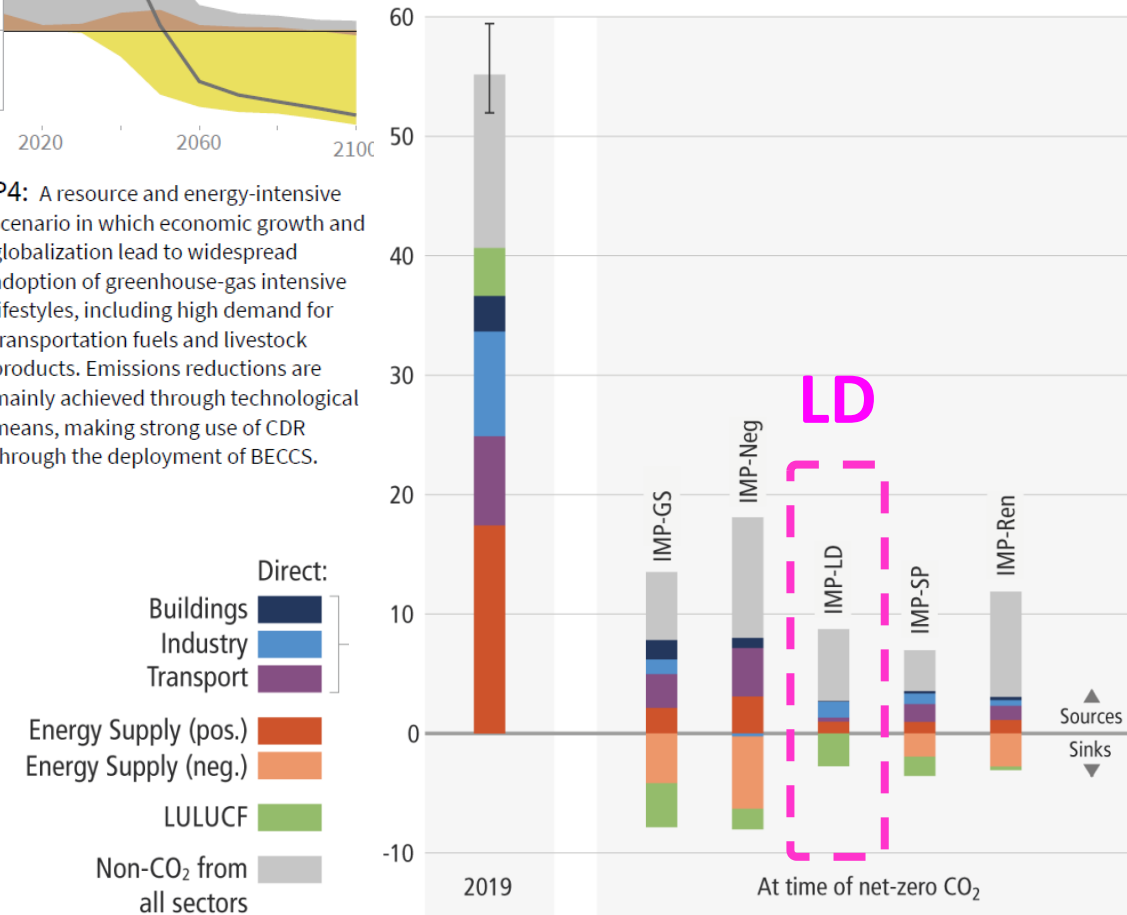 2020
2060
2100
P4: A resource and energy-intensive
scenario in which economic growth and
globalization lead to widespread
adoption of greenhouse-gas intensive
lifestyles, including high demand for
transportation fuels and livestock
products. Emissions reductions are
mainly achieved through technological
means, making strong use of CDR
through the deployment of BECCS.
Direct:
Buildings
Industry
Transport
Energy Supply (pos.)
Energy Supply (neg.)
LULUCF
Non-CO₂ from
all sectors
60
50
40
30
20
10
0
-10
LD
IMP-GS
IMP-Neg
IMP-LD
IMP-SP
IMP-Ren
Sources
Sinks
2019
At time of net-zero CO₂